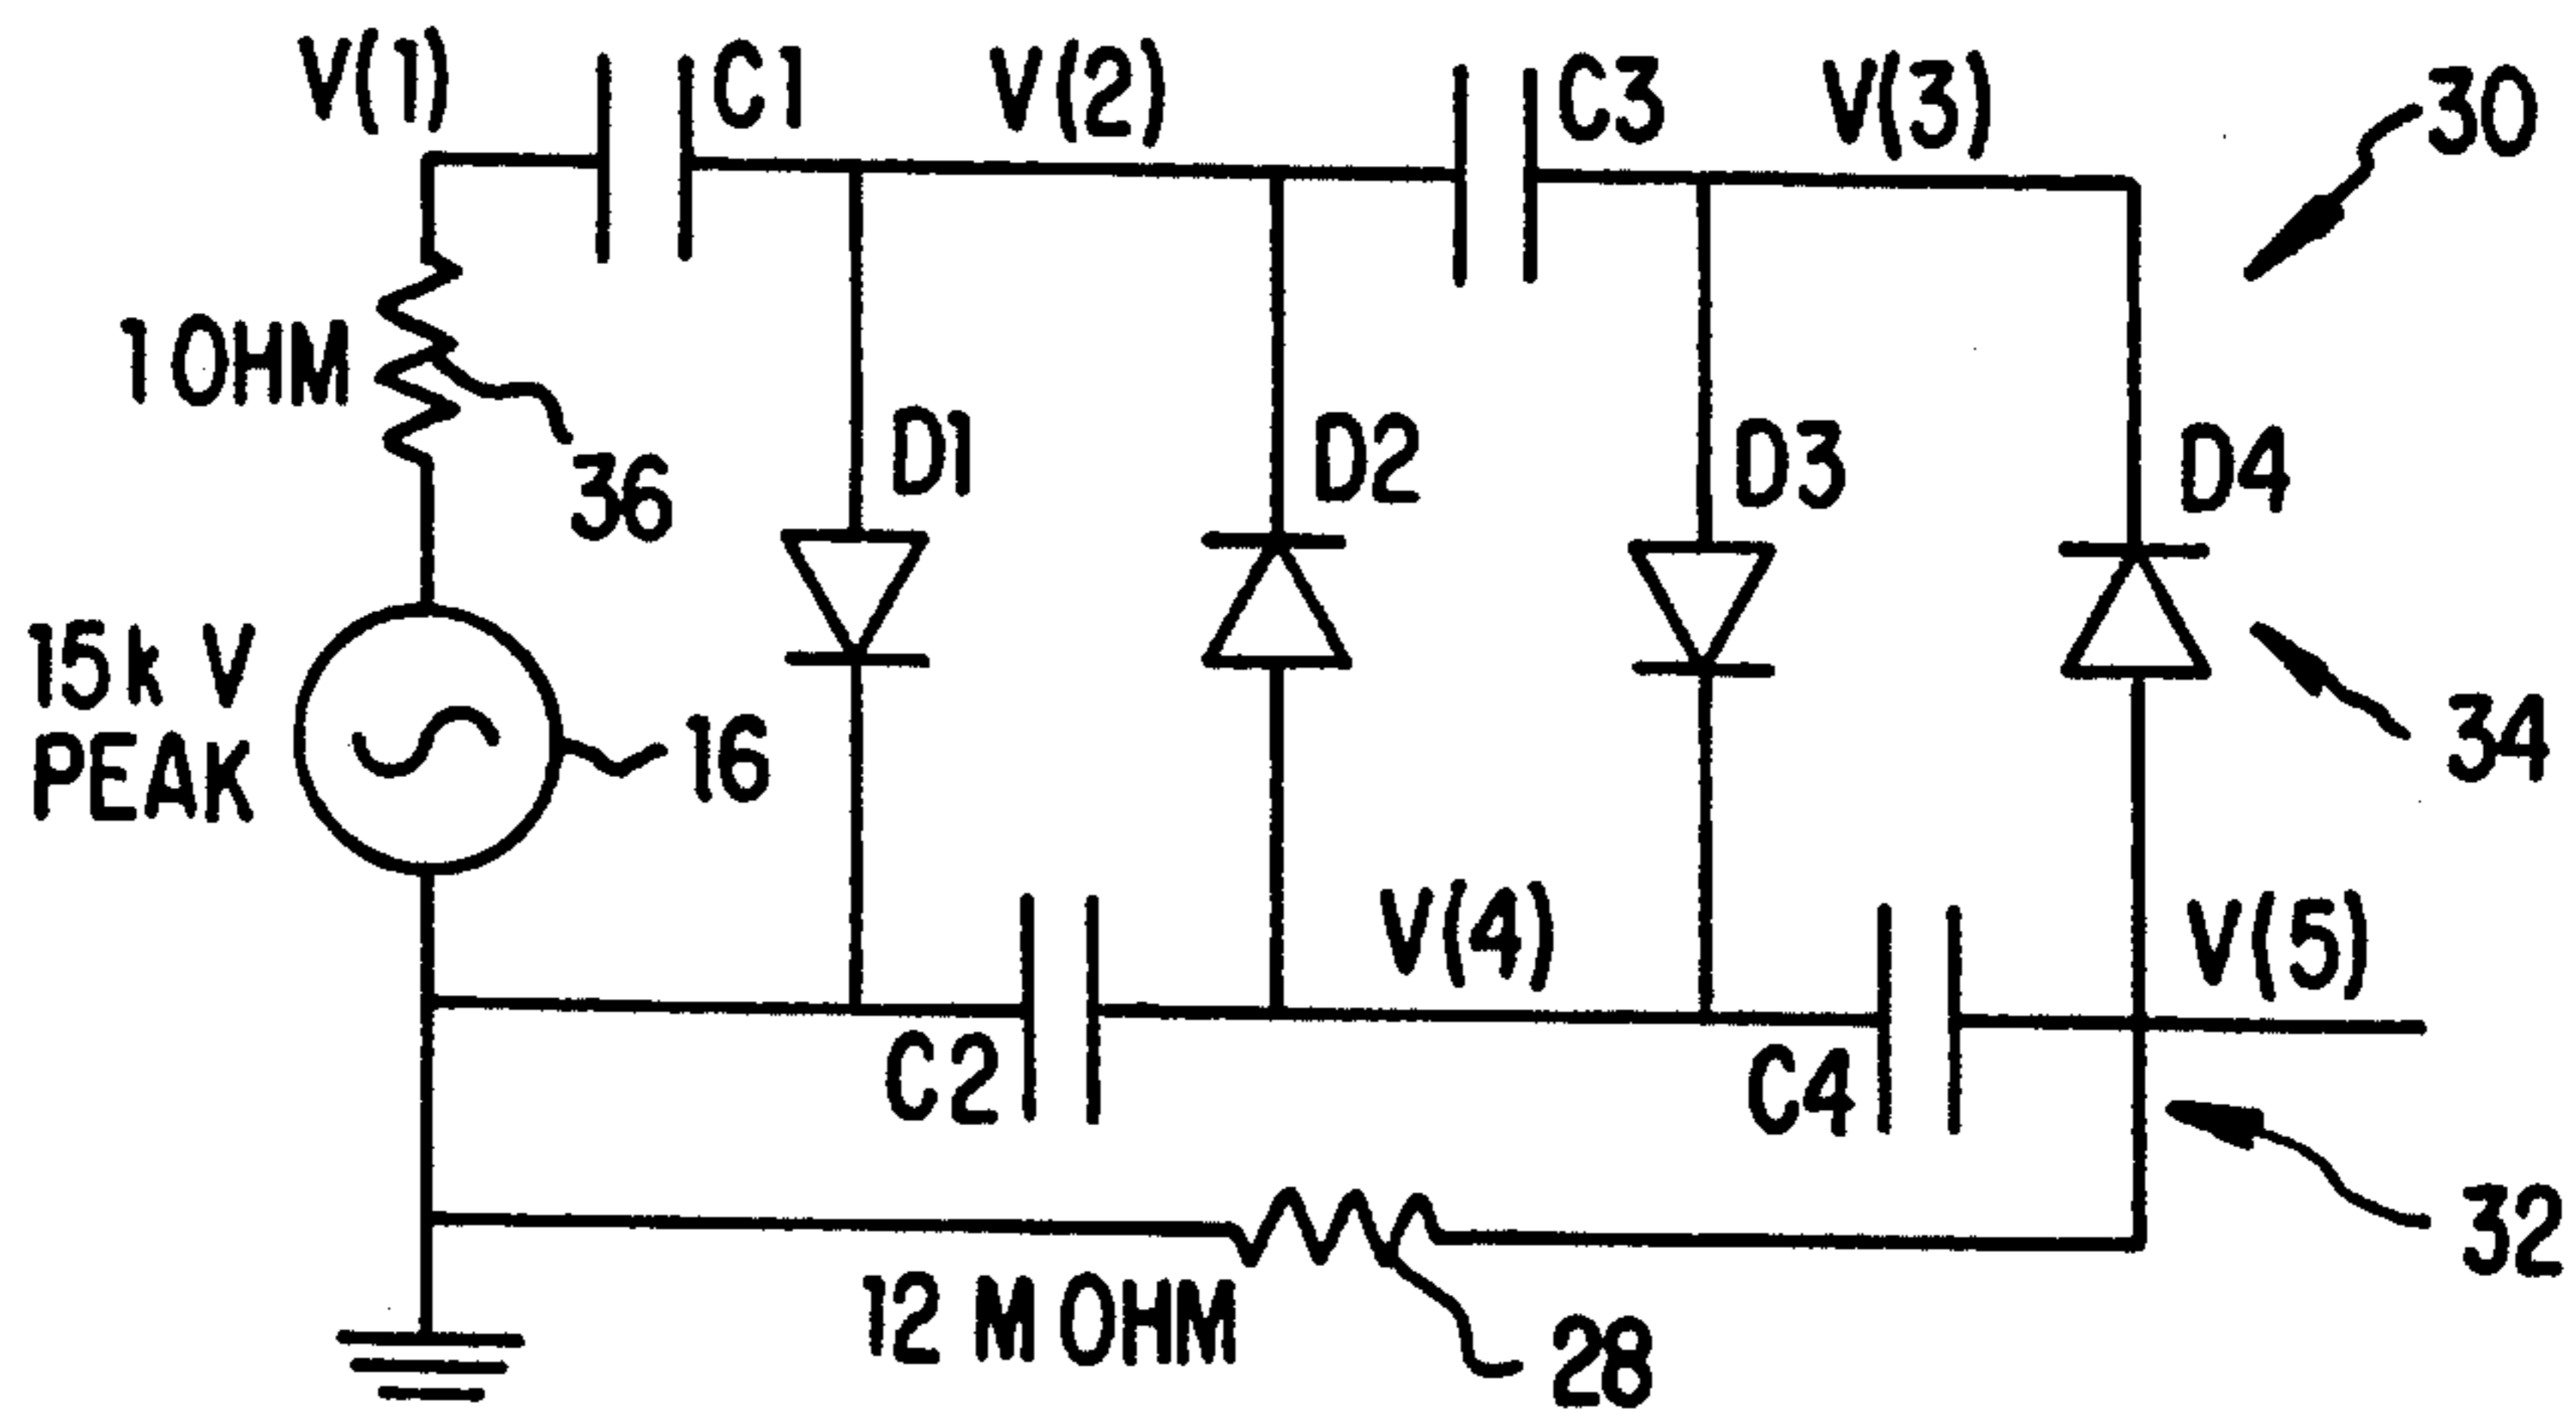 V(1)
C1
V(2)
C3
V(3)
30
1 OHM
36
D1
D2
D3
D4
15k V
PEAK
16
34
V(4)
V(5)
C2
C4
32
12 M OHM
28